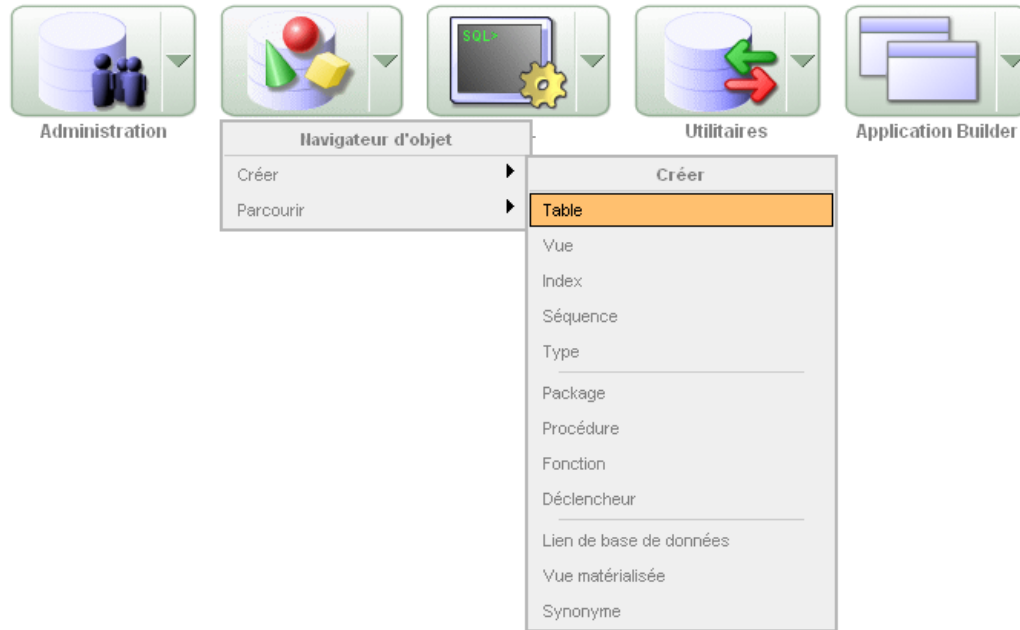 SQL>
Administration
Utilitaires
Application Builder
Navigateur d'objet
Créer
Parcourir
Créer
Table
Vue
Index
Séquence
Type
Package
Procédure
Fonction
Déclencheur
Lien de base de données
Vue matérialisée
Synonyme